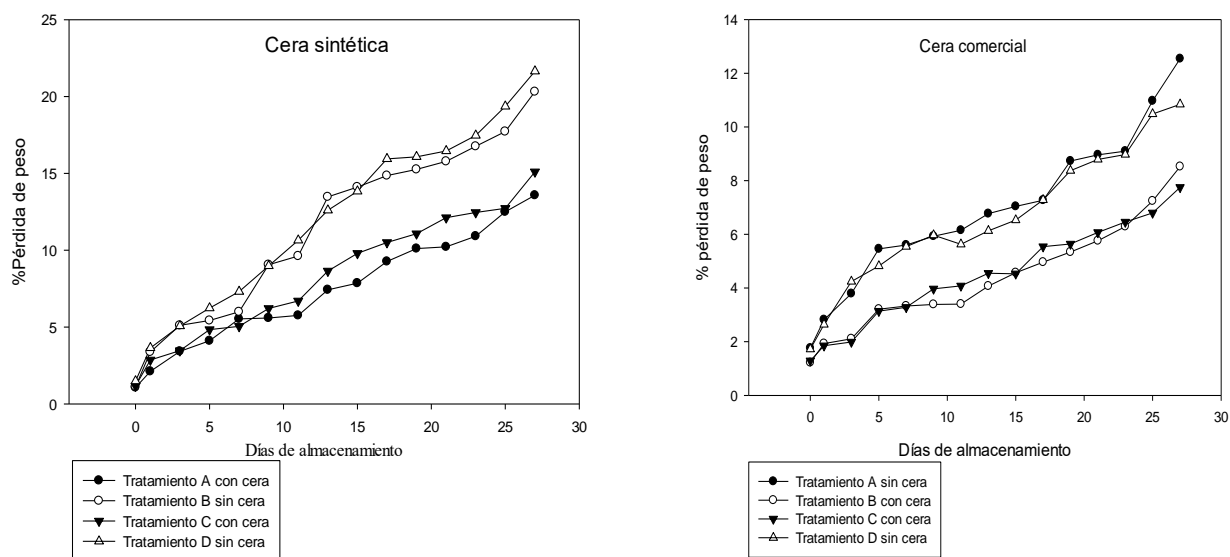 Cera sintética
%Pérdida de peso
25
20
15
10
5
0
0 5 10 15 20 25 30
Días de almacenamiento
Tratamiento A con cera
Tratamiento B sin cera
Tratamiento C con cera
Tratamiento D sin cera
Cera comercial
% pérdida de peso
14
12
10
8
6
4
2
0
0 5 10 15 20 25 30
Días de almacenamiento
Tratamiento A sin cera
Tratamiento B con cera
Tratamiento C con cera
Tratamiento D sin cera